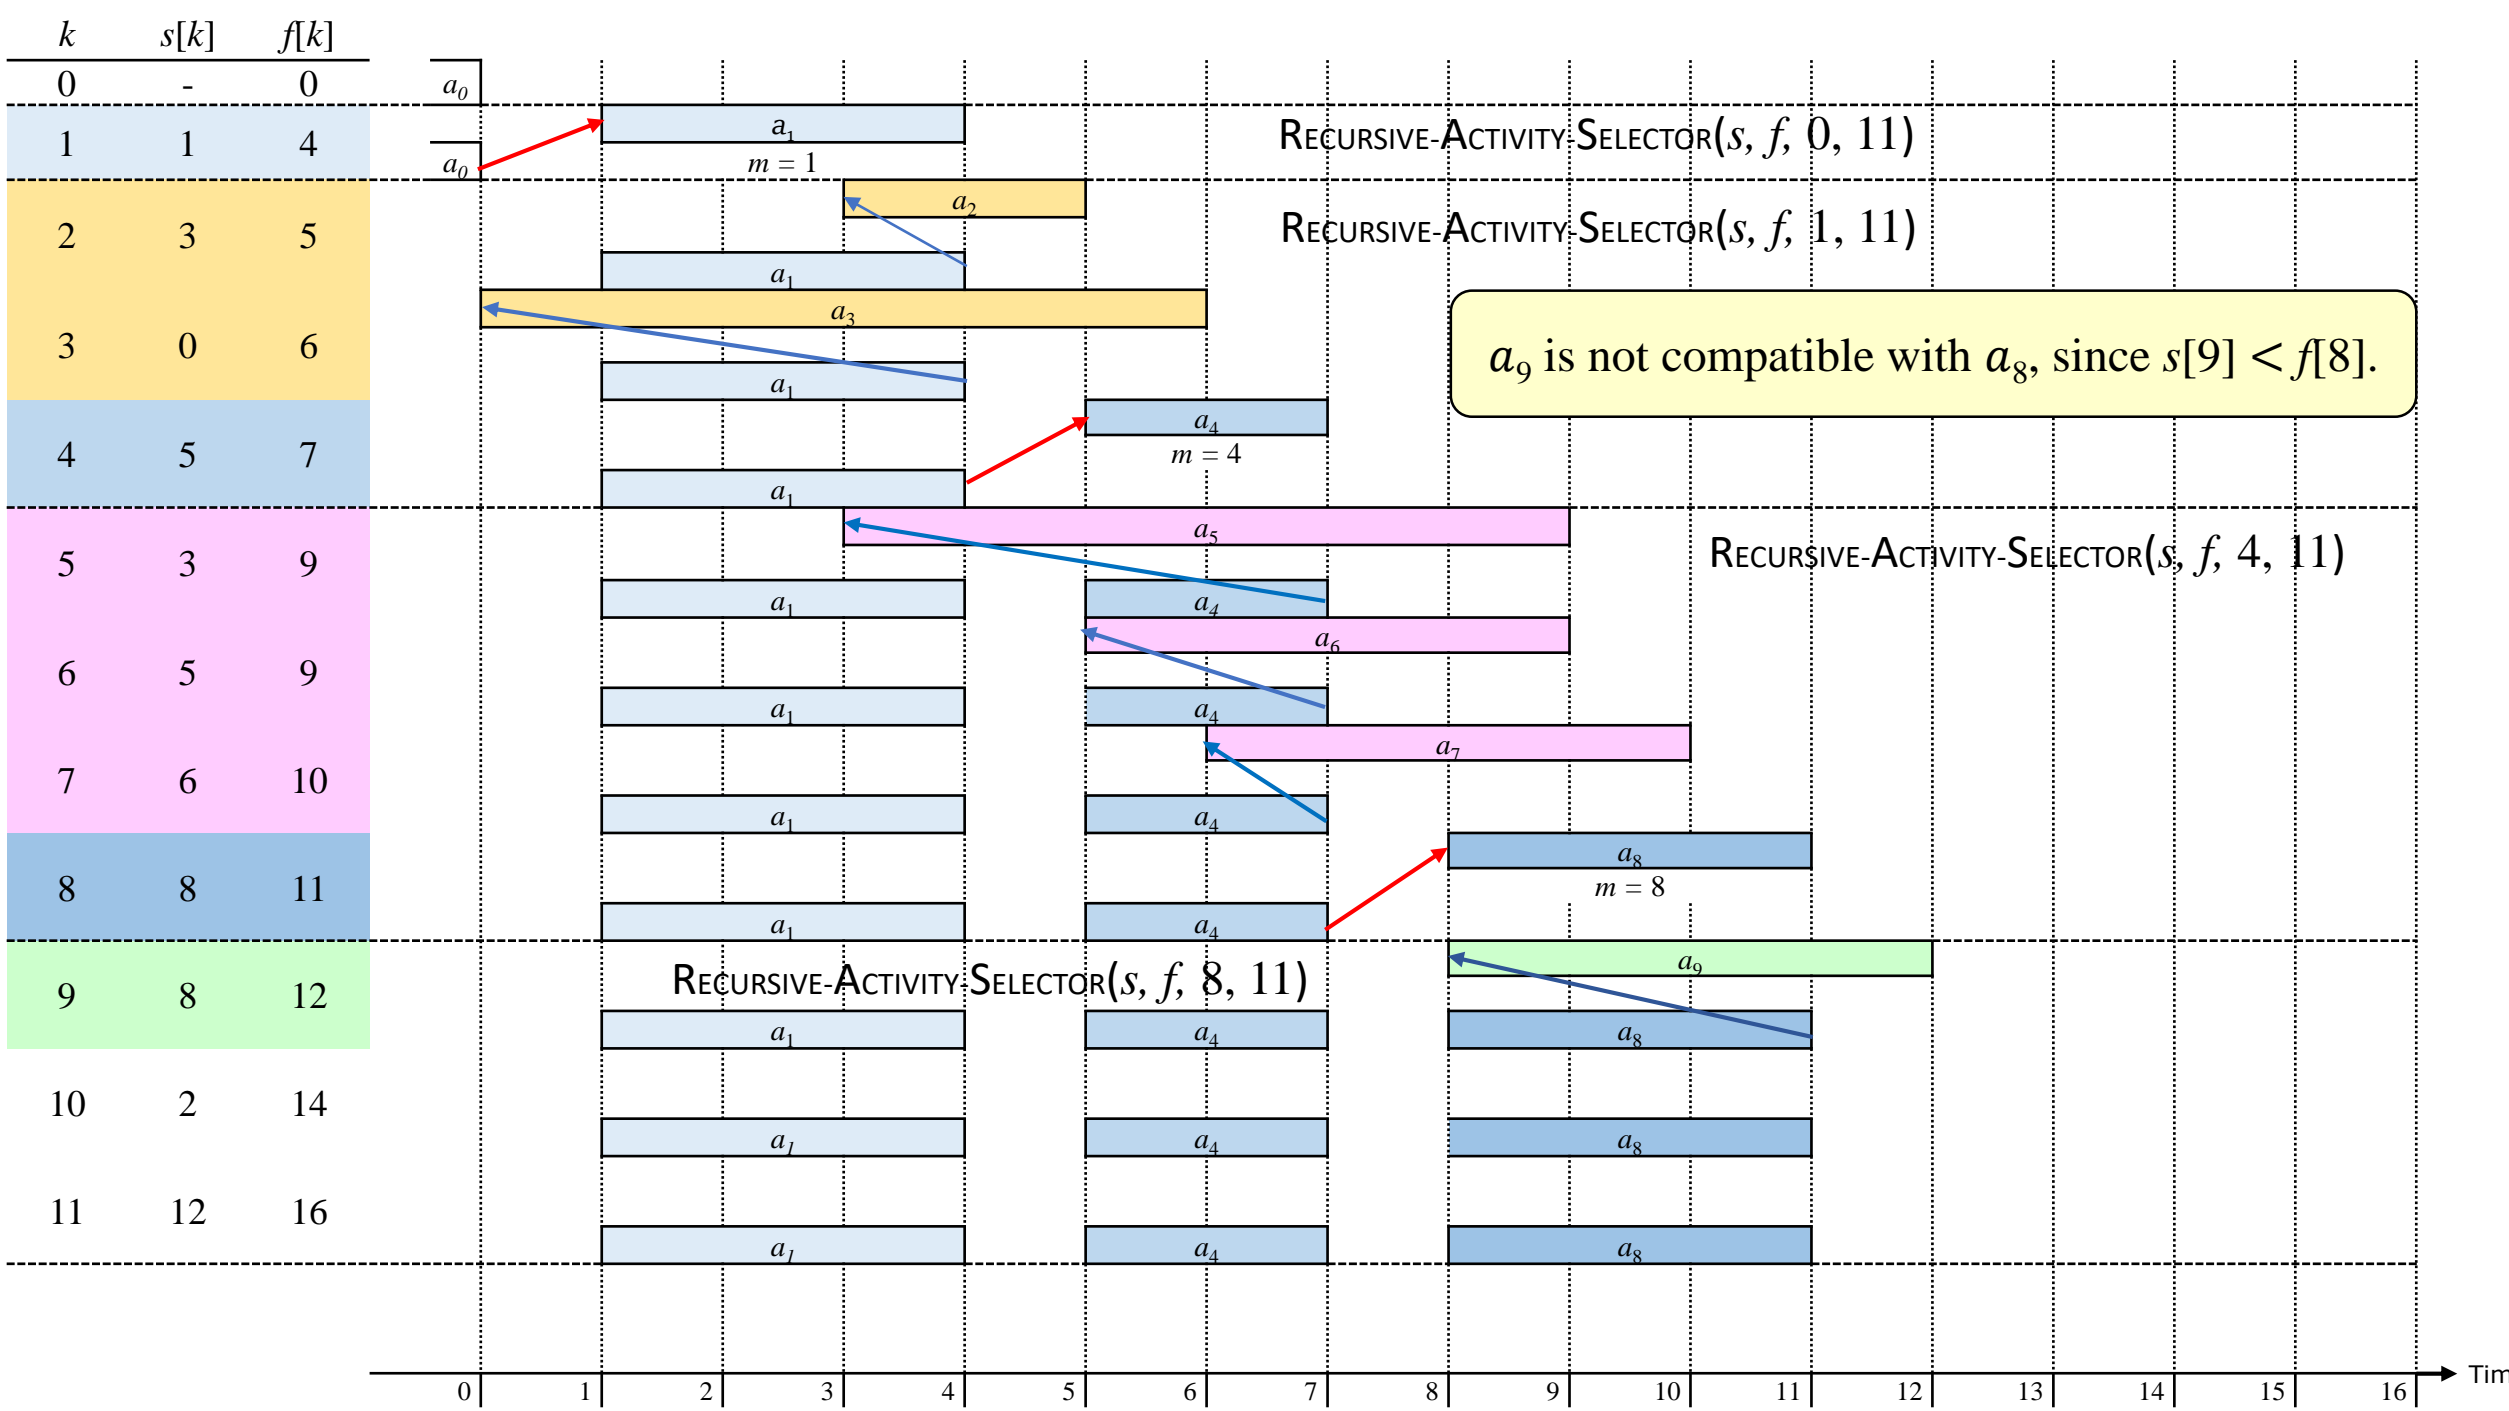 k s[k] f[k]
0 - 0 a0
1 1 4 a1 RECURSIVE-ACTIVITY-SELECTOR(s, f, 0, 11)
a0 m = 1
a2
2 3 5 RECURSIVE-ACTIVITY-SELECTOR(s, f, 1, 11)
a1
a3
3 0 6 a9 is not compatible with a8, since s[9] < f[8].
a1
a4
4 5 7 m = 4
a1
a5
5 3 9 RECURSIVE-ACTIVITY-SELECTOR(s, f, 4, 11)
a1 a4
a6
6 5 9
a1 a4
a7
7 6 10
a1 a4
a8
8 8 11 m = 8
a1 a4
a9
9 8 12 RECURSIVE-ACTIVITY-SELECTOR(s, f, 8, 11)
a1 a4 a8
10 2 14
a1 a4 a8
11 12 16
a1 a4 a8
0 1 2 3 4 5 6 7 8 9 10 11 12 13 14 15 16 Tim